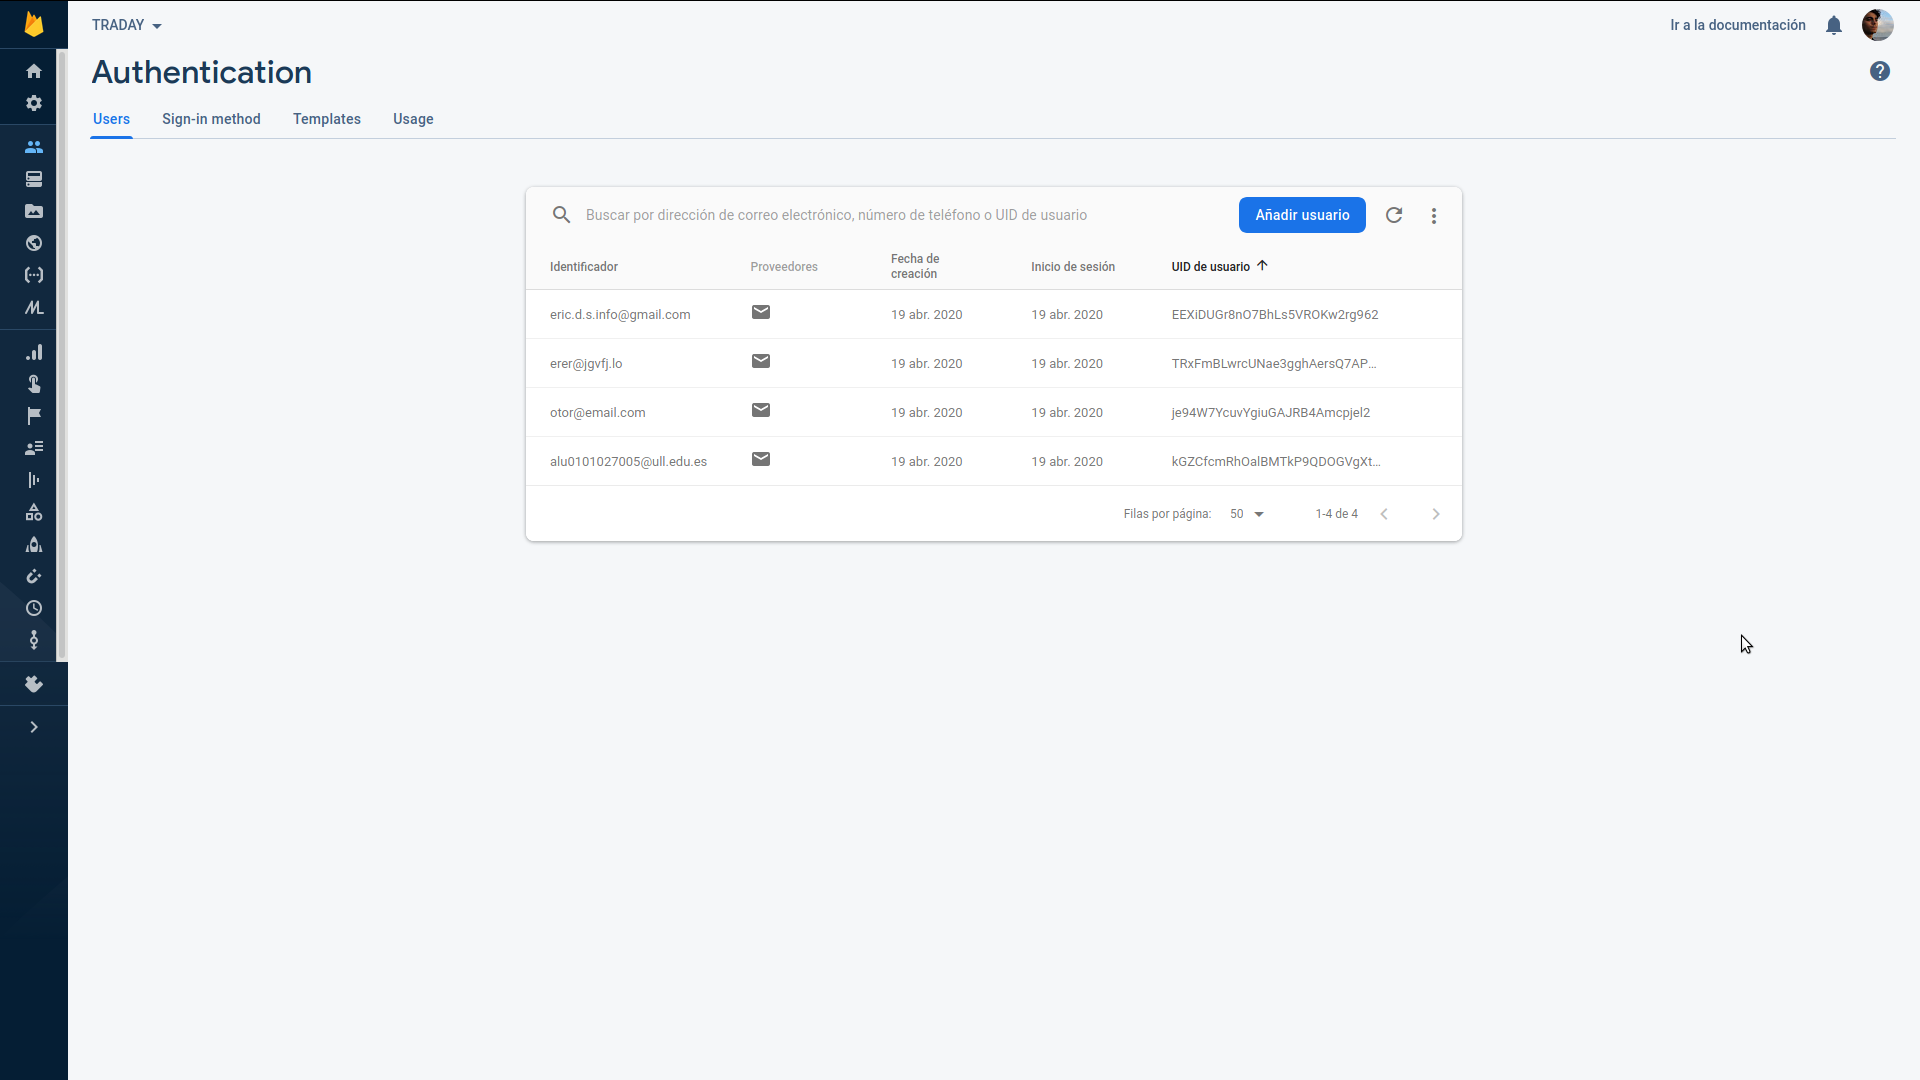 TRADAY
Ir a la documentación
Authentication
Users Sign-in method Templates Usage
Buscar por dirección de correo electrónico, número de teléfono o UID de usuario
Añadir usuario
Identificador Proveedores Fecha de creación Inicio de sesión UID de usuario
eric.d.s.info@gmail.com 19 abr. 2020 19 abr. 2020 EEXiDUGr8nO7BhLs5VROKw2rg962
erer@jgvfj.lo 19 abr. 2020 19 abr. 2020 TRxFmBLwrcUNae3gghAersQ7AP...
otor@email.com 19 abr. 2020 19 abr. 2020 je94W7YcuvYgiuGAJRB4Amcpjel2
alu0101027005@ull.edu.es 19 abr. 2020 19 abr. 2020 kGZCfcmRhOalBMTkP9QDOGVgXt...
Filas por página: 50 1-4 de 4